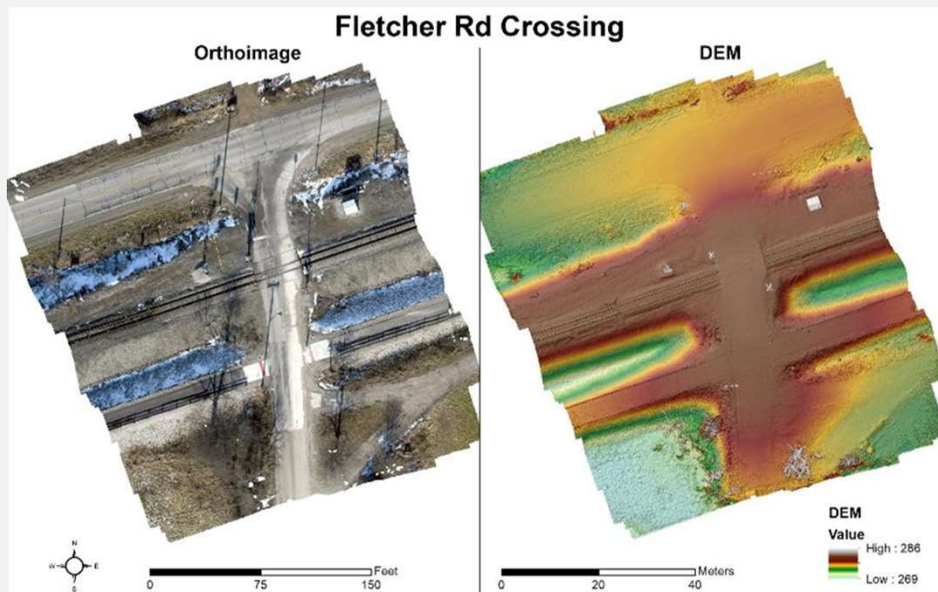 Fletcher Rd Crossing
Orthoimage
DEM
N
W E
S
0 75 150 Feet
0 20 40 Meters
DEM
Value
High : 286
Low : 269